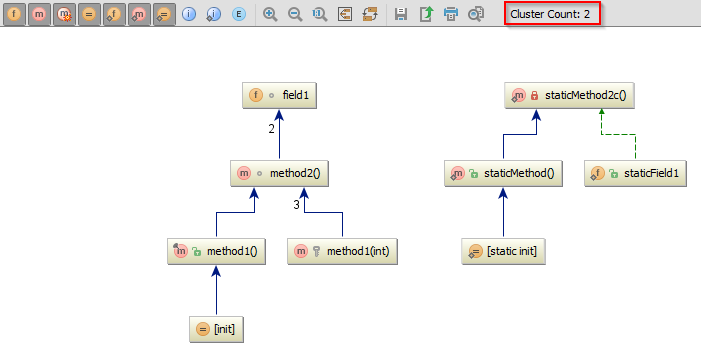 f m m = f m = i i E Cluster Count: 2
f field1
m staticMethod2c()
2
m method2()
m staticMethod()
f staticField1
3
m method1()
m method1(int)
= [static init]
= [init]